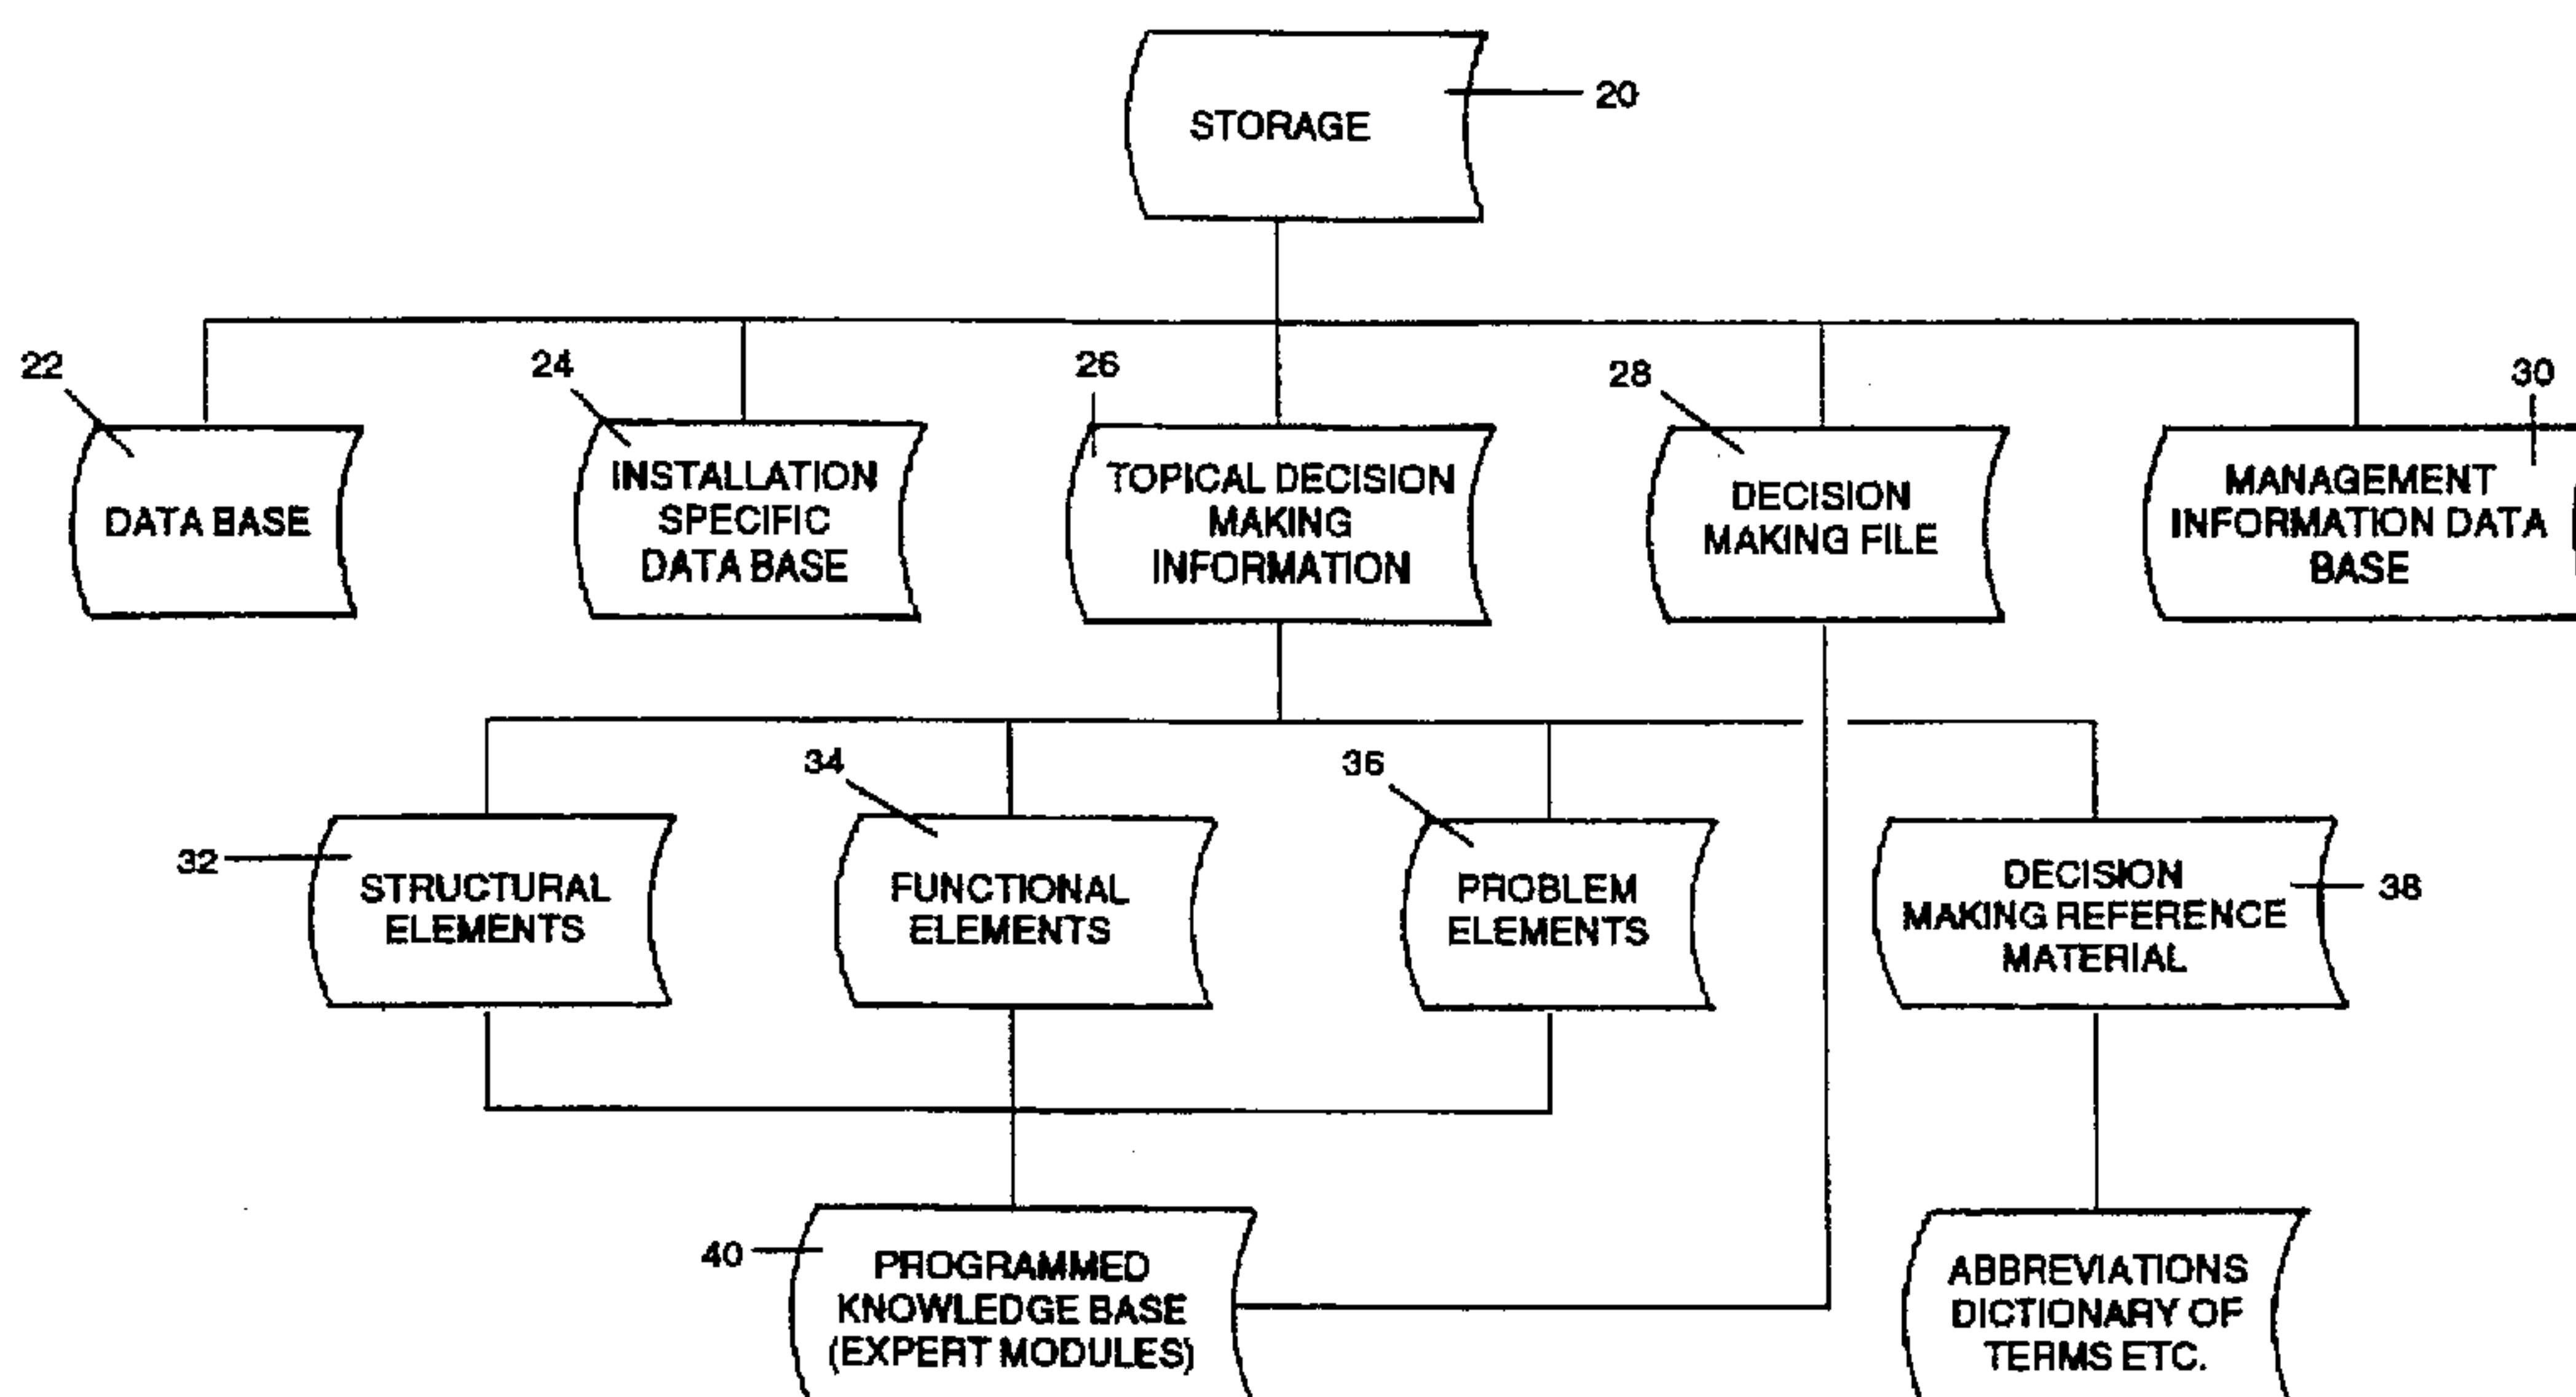 STORAGE
20
22
24
26
28
30
DATA BASE
INSTALLATION
SPECIFIC
DATA BASE
TOPICAL DECISION
MAKING
INFORMATION
DECISION
MAKING FILE
MANAGEMENT
INFORMATION DATA
BASE
32
34
36
38
STRUCTURAL
ELEMENTS
FUNCTIONAL
ELEMENTS
PROBLEM
ELEMENTS
DECISION
MAKING REFERENCE
MATERIAL
40
PROGRAMMED
KNOWLEDGE BASE
(EXPERT MODULES)
ABBREVIATIONS
DICTIONARY OF
TERMS ETC.